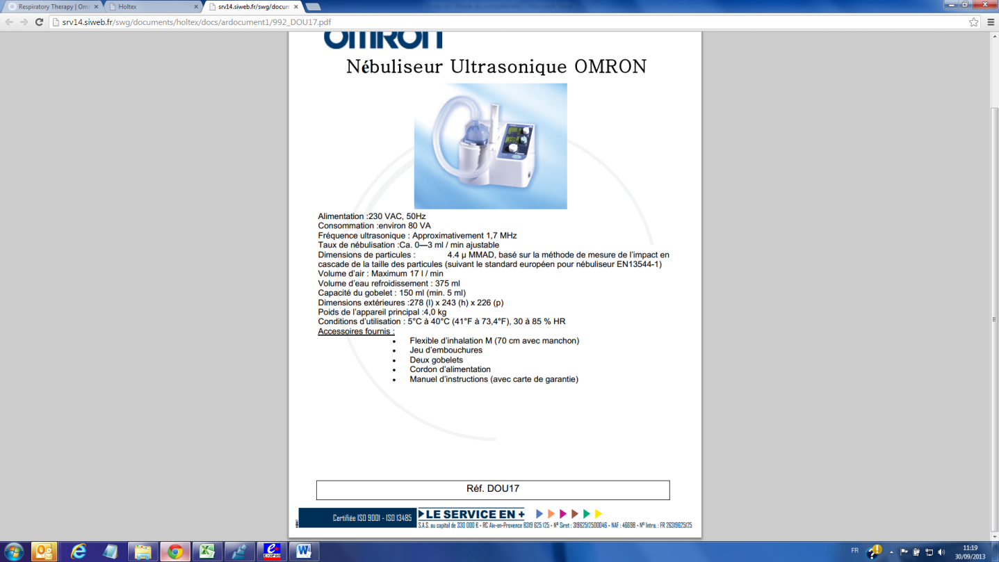 Respiratory Therapy | Om
Holtex
srv14.siweb.fr/swg/docum
srv14.siweb.fr/swg/documents/holtex/docs/ardocument1/992_DOU17.pdf
OMRON
Nébuliseur Ultrasonique OMRON
Alimentation :230 VAC, 50Hz
Consommation :environ 80 VA
Fréquence ultrasonique : Approximativement 1,7 MHz
Taux de nébulisation :Ca. 0—3 ml / min ajustable
Dimensions de particules : 4.4 µ MMAD, basé sur la méthode de mesure de l'impact en
cascade de la taille des particules (suivant le standard européen pour nébuliseur EN13544-1)
Volume d'air : Maximum 17 l / min
Volume d'eau refroidissement : 375 ml
Capacité du gobelet : 150 ml (min. 5 ml)
Dimensions extérieures :278 (l) x 243 (h) x 226 (p)
Poids de l'appareil principal :4,0 kg
Conditions d'utilisation : 5°C à 40°C (41°F à 73,4°F), 30 à 85 % HR
Accessoires fournis :
• Flexible d'inhalation M (70 cm avec manchon)
• Jeu d'embouchures
• Deux gobelets
• Cordon d'alimentation
• Manuel d'instructions (avec carte de garantie)
Réf. DOU17
Certifiée ISO 9001 - ISO 13485
LE SERVICE EN +
S.A.S. au capital de 330 000 € - RC Aix-en-Provence B319 625 125 - N° Siret : 31962512500046 - NAF : 4669B - N° Intra. : FR 26319625125
EXAPAQ
FR
11:19
30/09/2013